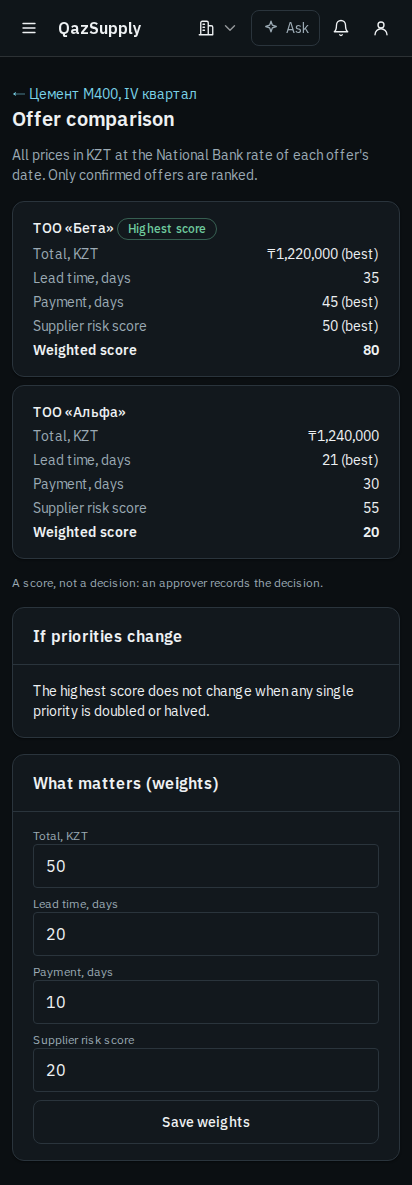 QazSupply
Ask
← Цемент М400, IV квартал
Offer comparison
All prices in KZT at the National Bank rate of each offer's
date. Only confirmed offers are ranked.
ТОО «Бета» Highest score
Total, KZT ₸1,220,000 (best)
Lead time, days 35
Payment, days 45 (best)
Supplier risk score 50 (best)
Weighted score 80
ТОО «Альфа»
Total, KZT ₸1,240,000
Lead time, days 21 (best)
Payment, days 30
Supplier risk score 55
Weighted score 20
A score, not a decision: an approver records the decision.
If priorities change
The highest score does not change when any single
priority is doubled or halved.
What matters (weights)
Total, KZT
50
Lead time, days
20
Payment, days
10
Supplier risk score
20
Save weights